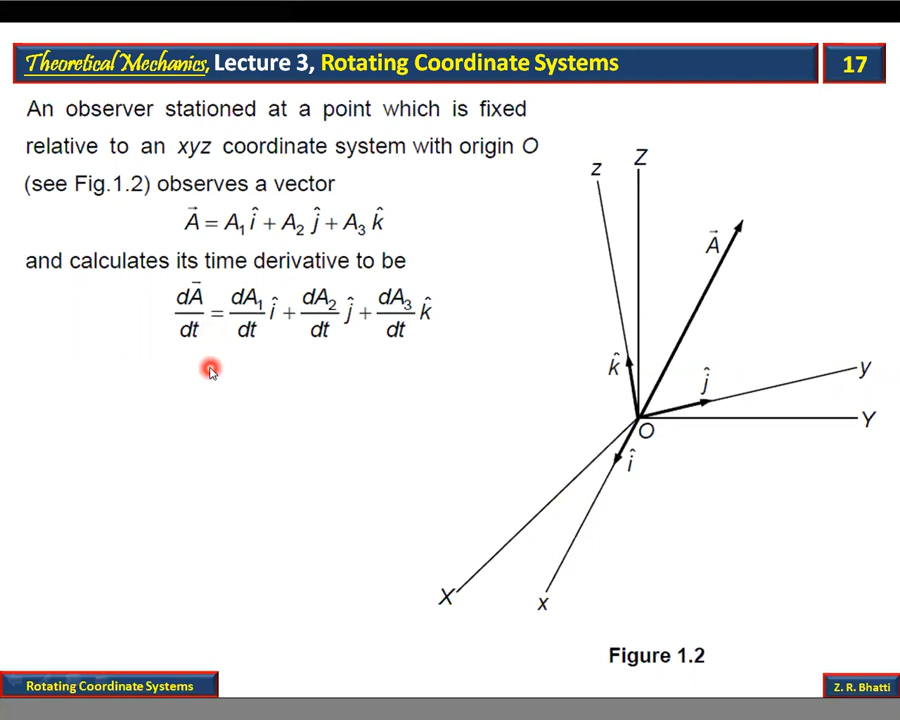 Theoretical Mechanics, Lecture 3, Rotating Coordinate Systems
17
An observer stationed at a point which is fixed
relative to an xyz coordinate system with origin O
(see Fig.1.2) observes a vector
A⃗ = A₁ î + A₂ ĵ + A₃ k̂
and calculates its time derivative to be
dA⃗/dt = dA₁/dt î + dA₂/dt ĵ + dA₃/dt k̂
z
Z
A⃗
k̂
ĵ
y
Y
O
î
X
x
Figure 1.2
Rotating Coordinate Systems
Z. R. Bhatti